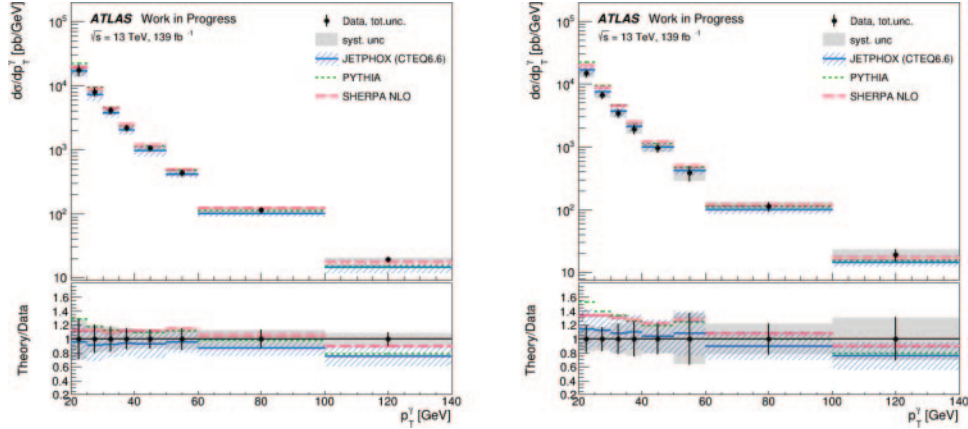 ATLAS Work in Progress
√s = 13 TeV, 139 fb⁻¹
Data, tot.unc.
syst. unc
JETPHOX (CTEQ6.6)
PYTHIA
SHERPA NLO
dσ/dp_T^γ [pb/GeV]
10⁵
10⁴
10³
10²
10
Theory/Data
1.6
1.4
1.2
1
0.8
0.6
0.4
0.2
20 40 60 80 100 120 140
p_T^γ [GeV]
ATLAS Work in Progress
√s = 13 TeV, 139 fb⁻¹
Data, tot.unc.
syst. unc
JETPHOX (CTEQ6.6)
PYTHIA
SHERPA NLO
dσ/dp_T^γ [pb/GeV]
10⁵
10⁴
10³
10²
10
Theory/Data
1.6
1.4
1.2
1
0.8
0.6
0.4
0.2
20 40 60 80 100 120 140
p_T^γ [GeV]